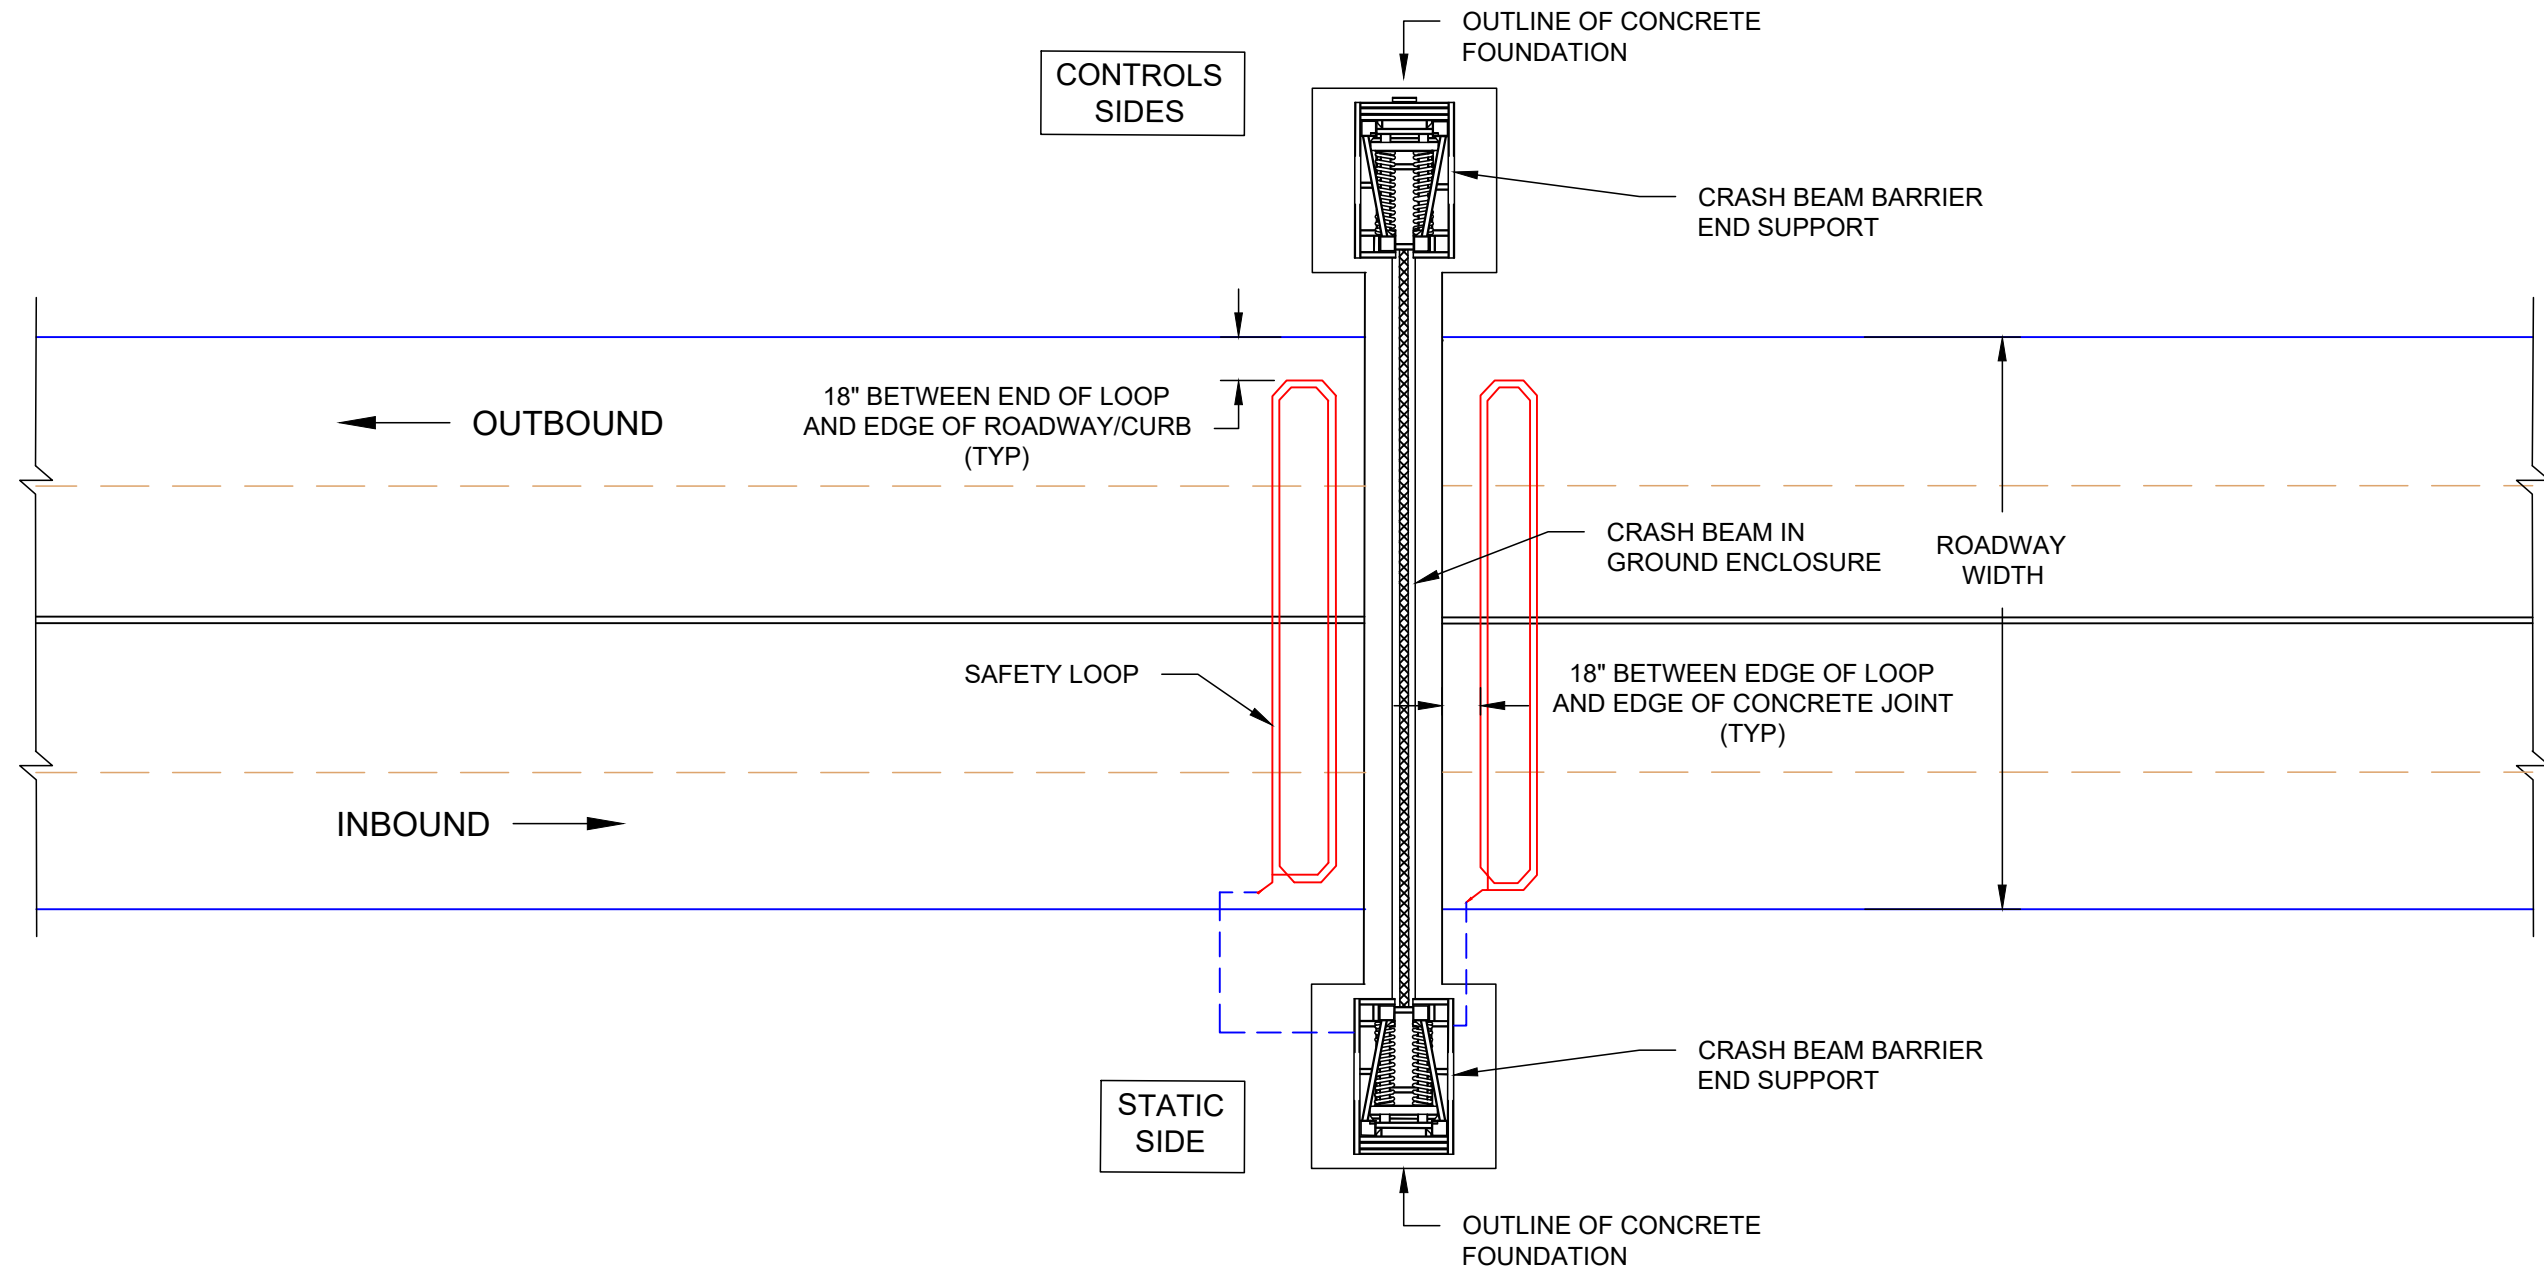 OUTLINE OF CONCRETE
FOUNDATION
CONTROLS
SIDES
CRASH BEAM BARRIER
END SUPPORT
18" BETWEEN END OF LOOP
AND EDGE OF ROADWAY/CURB
(TYP)
OUTBOUND
CRASH BEAM IN
GROUND ENCLOSURE
ROADWAY
WIDTH
SAFETY LOOP
18" BETWEEN EDGE OF LOOP
AND EDGE OF CONCRETE JOINT
(TYP)
INBOUND
CRASH BEAM BARRIER
END SUPPORT
STATIC
SIDE
OUTLINE OF CONCRETE
FOUNDATION